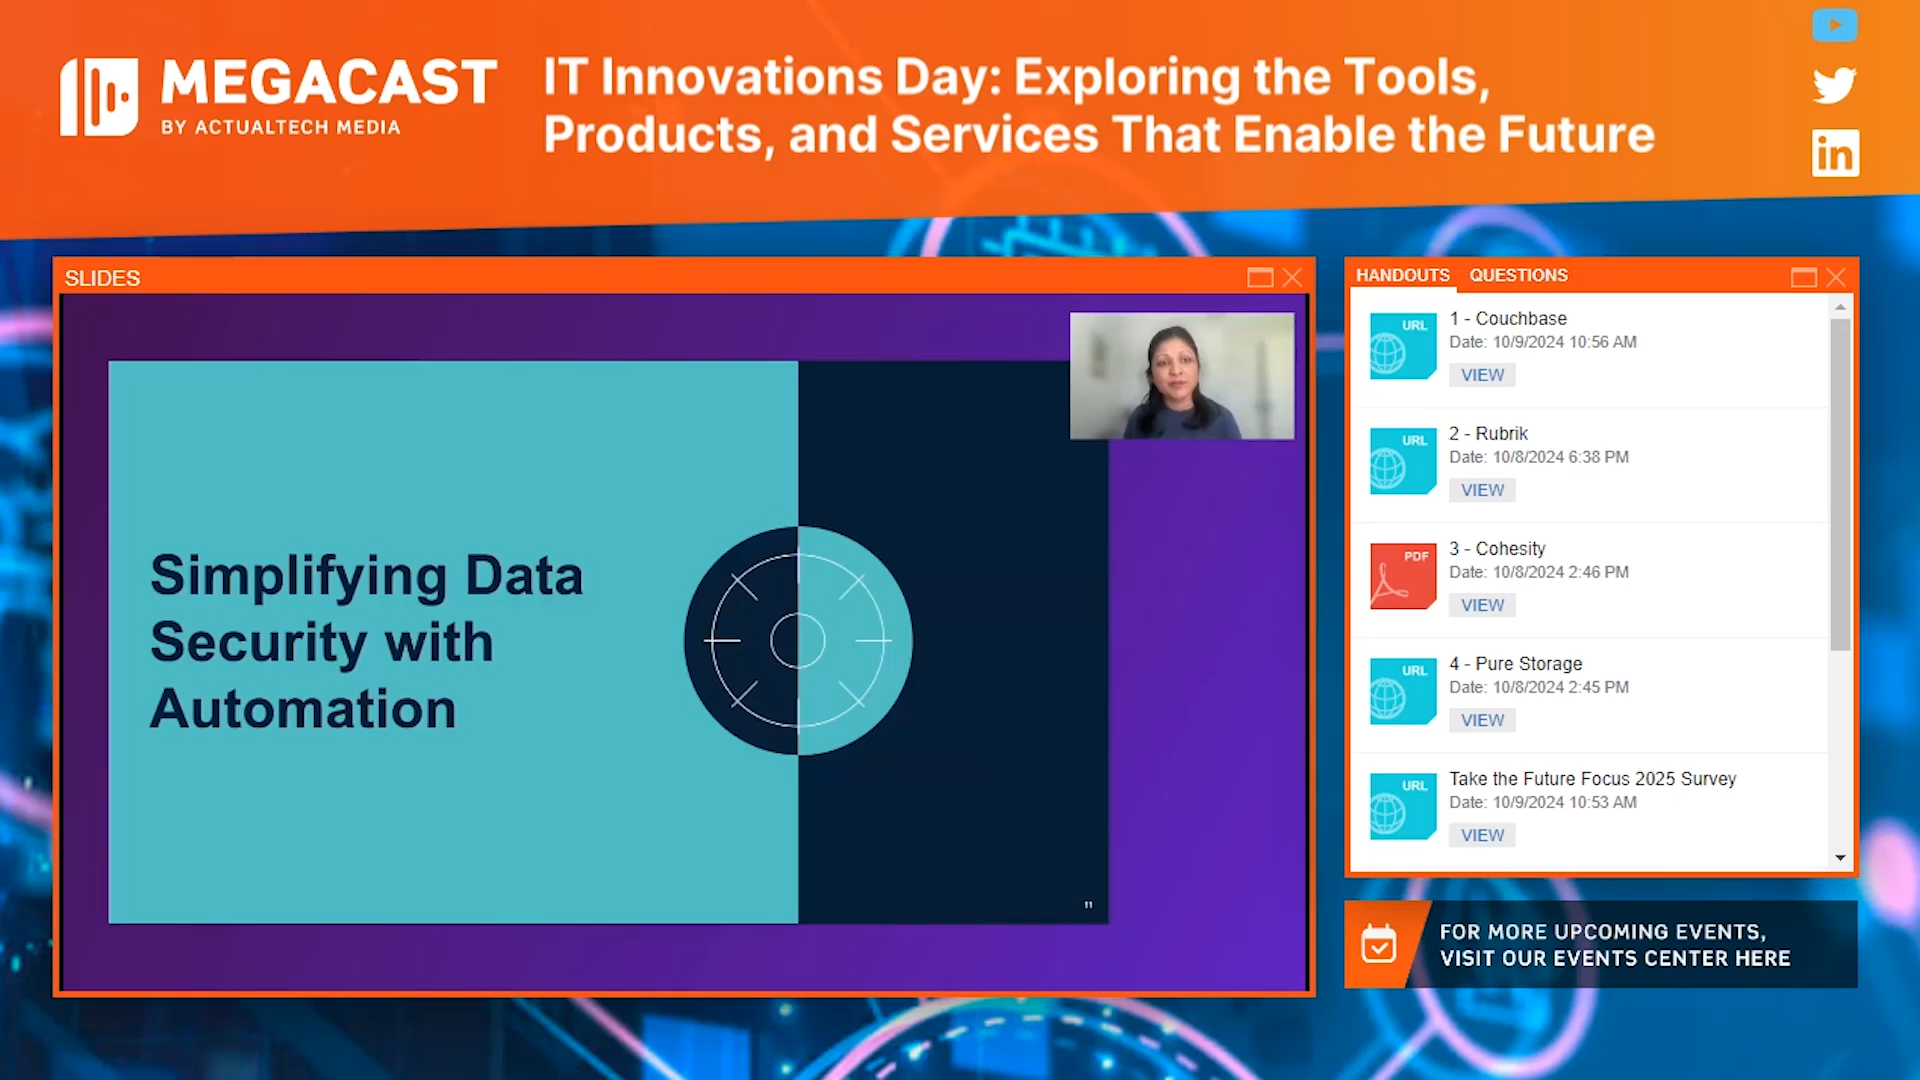 MEGACAST
BY ACTUALTECH MEDIA
IT Innovations Day: Exploring the Tools,
Products, and Services That Enable the Future
in
SLIDES
Simplifying Data
Security with
Automation
11
HANDOUTS QUESTIONS
URL
1 - Couchbase
Date: 10/9/2024 10:56 AM
VIEW
URL
2 - Rubrik
Date: 10/8/2024 6:38 PM
VIEW
PDF
3 - Cohesity
Date: 10/8/2024 2:46 PM
VIEW
URL
4 - Pure Storage
Date: 10/8/2024 2:45 PM
VIEW
URL
Take the Future Focus 2025 Survey
Date: 10/9/2024 10:53 AM
VIEW
FOR MORE UPCOMING EVENTS,
VISIT OUR EVENTS CENTER HERE